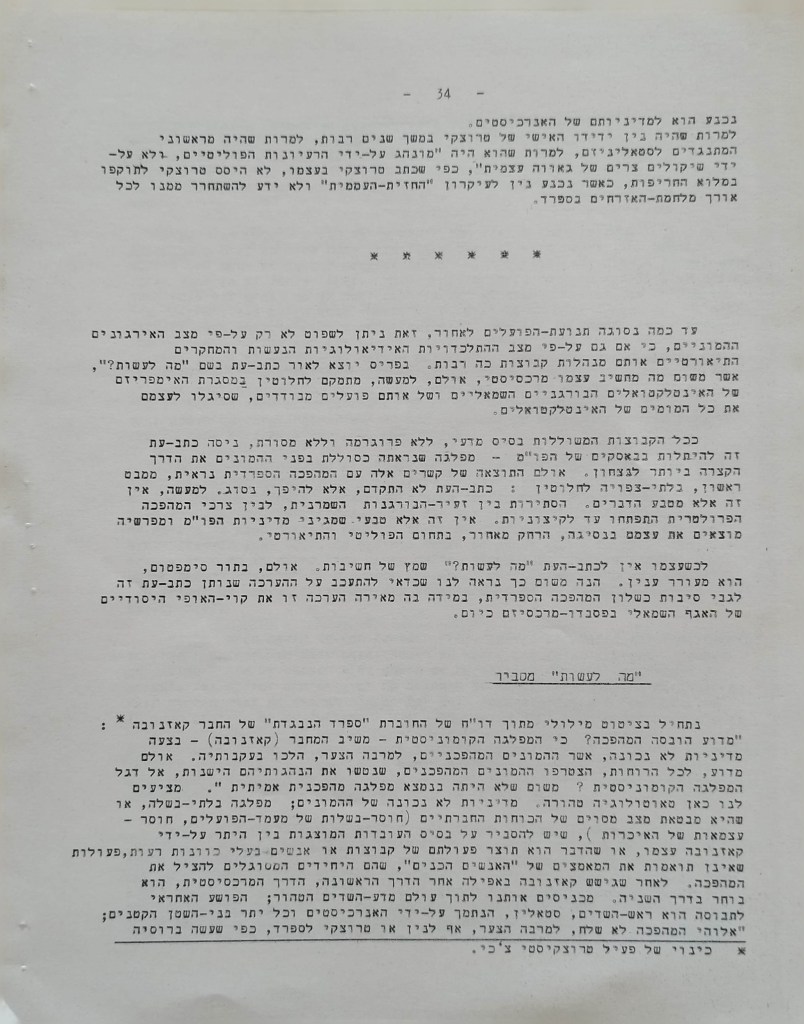 - 34 -
נכנע הוא למדיניותם של האנרכיסטים.
למרות שהיה נין ידידו האישי של טרוצקי במשך שנים רבות, למרות שהיה מראשוני
המתנגדים לסטאליניזם, למרות שהוא היה "מונהג על-ידי הרעיונות הפוליטיים, ולא על-
ידי שיקולים צרים של גאווה עצמית", כפי שכתב טרוצקי בעצמו, לא היסס טרוצקי לתוקפו
במלוא החריפות, כאשר נכנע נין לעיקרון "החזית-העממית" ולא ידע להשתחרר ממנו לכל
אורך מלחמת-האזרחים בספרד.
* * * * * *
עד כמה נסוגה תנועת-הפועלים לאחור, זאת ניתן לשפוט לא רק על-פי מצב האירגונים
ההמוניים, כי אם גם על-פי מצב ההתלכדויות האידיאולוגיות הנעשות והמחקרים
התיאורטיים אותם מנהלות קבוצות כה רבות. בפריס יוצא לאור כתב-עת בשם "מה לעשות?",
אשר משום מה מחשיב עצמו מרכסיסטי, אולם, למעשה, מתמקם לחלוטין במסגרת האימפריזם
של האינטלקטואלים הבורגניים השמאליים ושל אותם פועלים מבודדים, שסיגלו לעצמם
את כל המומים של האינטלקטואלים.
ככל הקבוצות המשוללות בסיס מדעי, ללא פרוגרמה וללא מסורת, ניסה כתב-עת
זה להיתלות בבאסקים של הפו"מ - מפלגה שנראתה כסוללת בפני ההמונים את הדרך
הקצרה ביותר לנצחון. אולם התוצאה של קשרים אלה עם המהפכה הספרדית נראית, ממבט
ראשון, בלתי-צפויה לחלוטין : כתב-העת לא התקדם, אלא להיפך, נסוג. למעשה, אין
זה אלא מטבע הדברים. הסתירות בין זעיר-הבורגנות השמרנית, לבין צרכי המהפכה
הפרולטרית התפתחו עד לקיצוניות. אין זה אלא טבעי שמגיני מדיניות הפו"מ ומפרשיה
מוצאים את עצמם בנסיגה, הרחק מאחור, בתחום הפוליטי והתיאורטי.
לכשעצמו אין לכתב-העת "מה לעשות?" שמץ של חשיבות. אולם, בתור סימפטום,
הוא מעורר ענין. הנה משום כך נראה לנו שכדאי להתעכב על ההערכה שנותן כתב-עת זה
לגבי סיבות כשלון המהפכה הספרדית, במידה בה מאירה הערכה זו את קווי-האופי היסודיים
של האגף השמאלי בפסבדו-מרכסיזם כיום.
"מה לעשות" מסביר
נתחיל בציטוט מילולי מתוך דו"ח של החוברת "ספרד הנבגדת" של החבר קאזנובה * :
"מדוע הובסה המהפכה? כי המפלגה הקומוניסטית - משיב המחבר (קאזנובה) - בצעה
מדיניות לא נכונה, אשר ההמונים המהפכניים, למרבה הצער, הלכו בעקבותיה. אולם
מדוע, לכל הרוחות, הצטרפו ההמונים המהפכנים, שנטשו את הנהגותיהם הישנות, אל דגל
המפלגה הקומוניסטית ? משום שלא היתה בנמצא מפלגה מהפכנית אמיתית ". מציעים
לנו כאן טאוטולוגיה טהורה. מדיניות לא נכונה של ההמונים; מפלגה בלתי-בשלה, או
שהיא מבטאת מצב מסוים של הכוחות החברתיים (חוסר-בשלות של מעמד-הפועלים, חוסר -
עצמאות של האיכרות ), שיש להסביר על בסיס העובדות המוצגות בין היתר על-ידי
קאזנובה עצמו, או שהדבר הוא תוצר פעולתם של קבוצות או אנשים בעלי כוונות רעות,פעולות
שאינן תואמות את המאמצים של "האנשים הכנים", שהם היחידים המסוגלים להציל את
המהפכה. לאחר שגישש קאזנובה באפילה אחר הדרך הראשונה, הדרך המרכסיסטית, הוא
בוחר בדרך השניה. מכניסים אותנו לתוך עולם מדע-השדים הטהור; הפושע האחראי
לתבוסה הוא ראש-השדים, סטאלין, הנתמך על-ידי האנרכיסטים וכל יתר בני-השטן הקטנים;
"אלוהי המהפכה לא שלח, למרבה הצער, אף לנין או טרוצקי לספרד, כפי שעשה ברוסיה
* כינוי של פעיל טרוצקיסטי צ'כי.